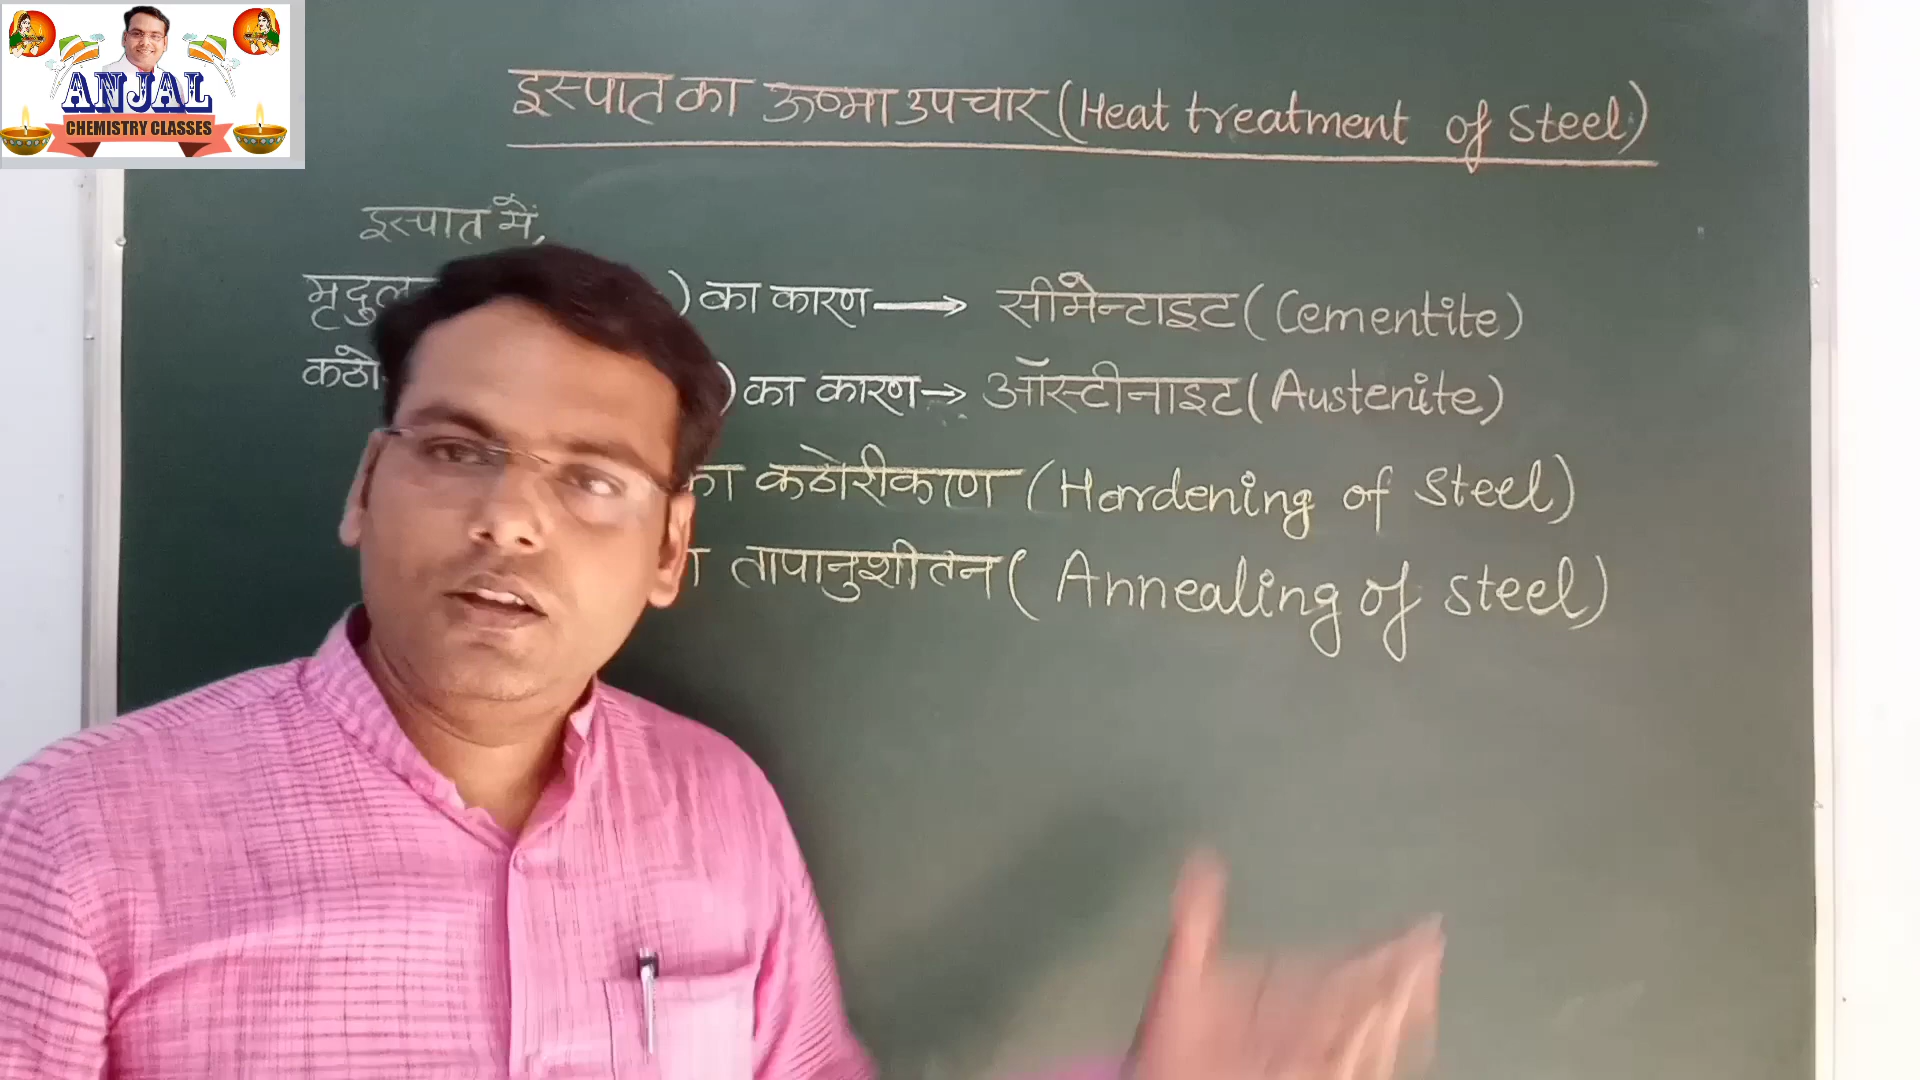 ANJAL
CHEMISTRY CLASSES
इस्पात का ऊष्मा उपचार (Heat treatment of Steel)
इस्पात में,
) का कारण → सीमेन्टाइट (Cementite)
) का कारण → ऑस्टीनाइट (Austenite)
का कठोरीकरण (Hardening of Steel)
तापानुशीतन (Annealing of steel)